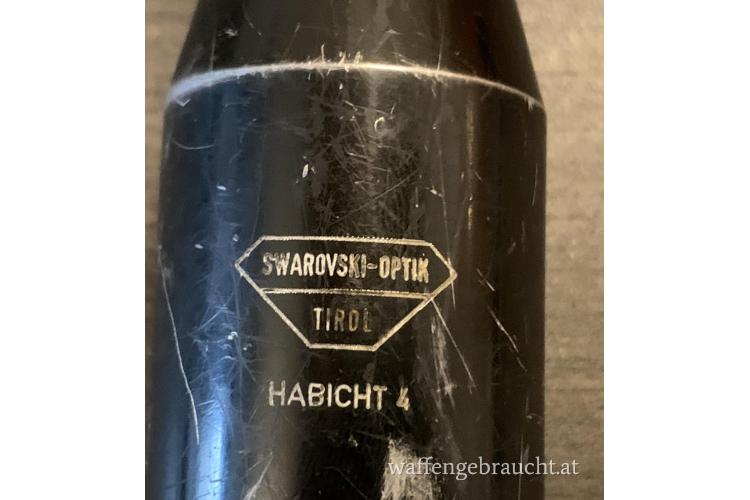 SWAROVSKI-OPTIK
TIROL
HABICHT 4
waffengebraucht.at